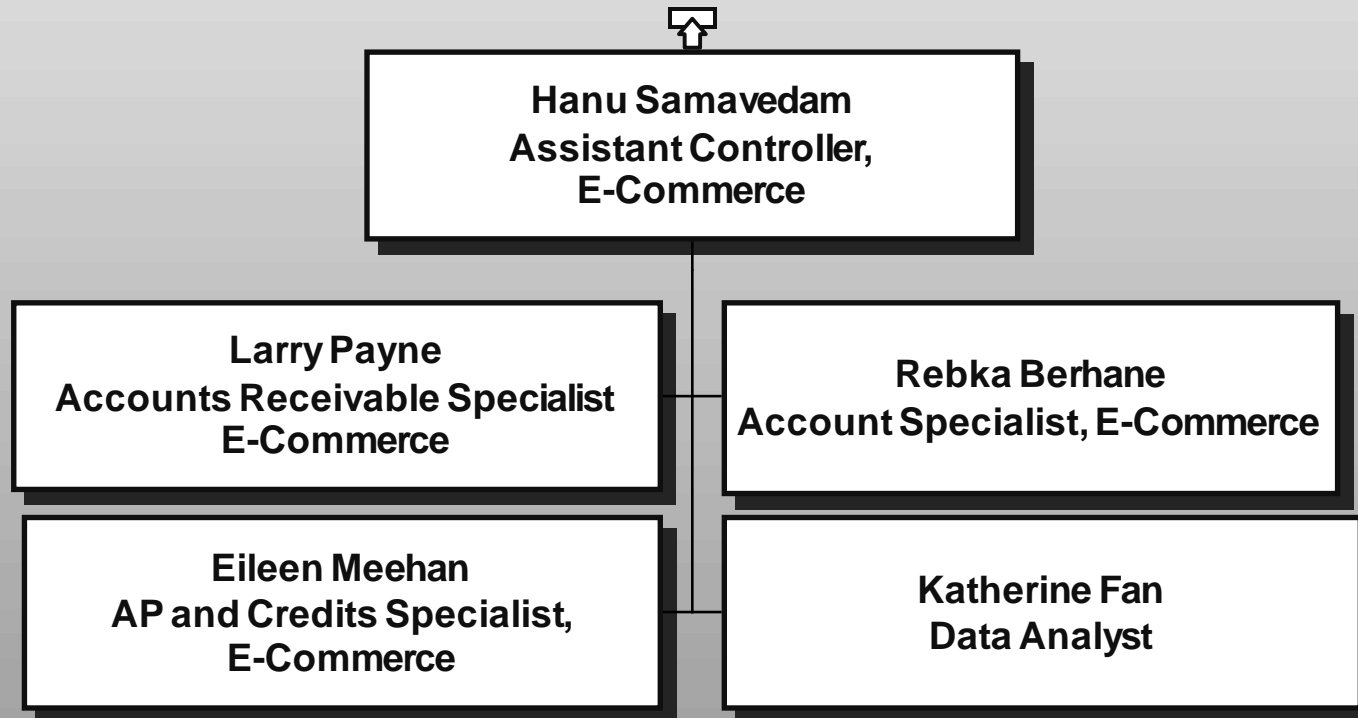 Hanu Samavedam
Assistant Controller,
E-Commerce
Larry Payne
Accounts Receivable Specialist
E-Commerce
Rebka Berhane
Account Specialist, E-Commerce
Eileen Meehan
AP and Credits Specialist,
E-Commerce
Katherine Fan
Data Analyst